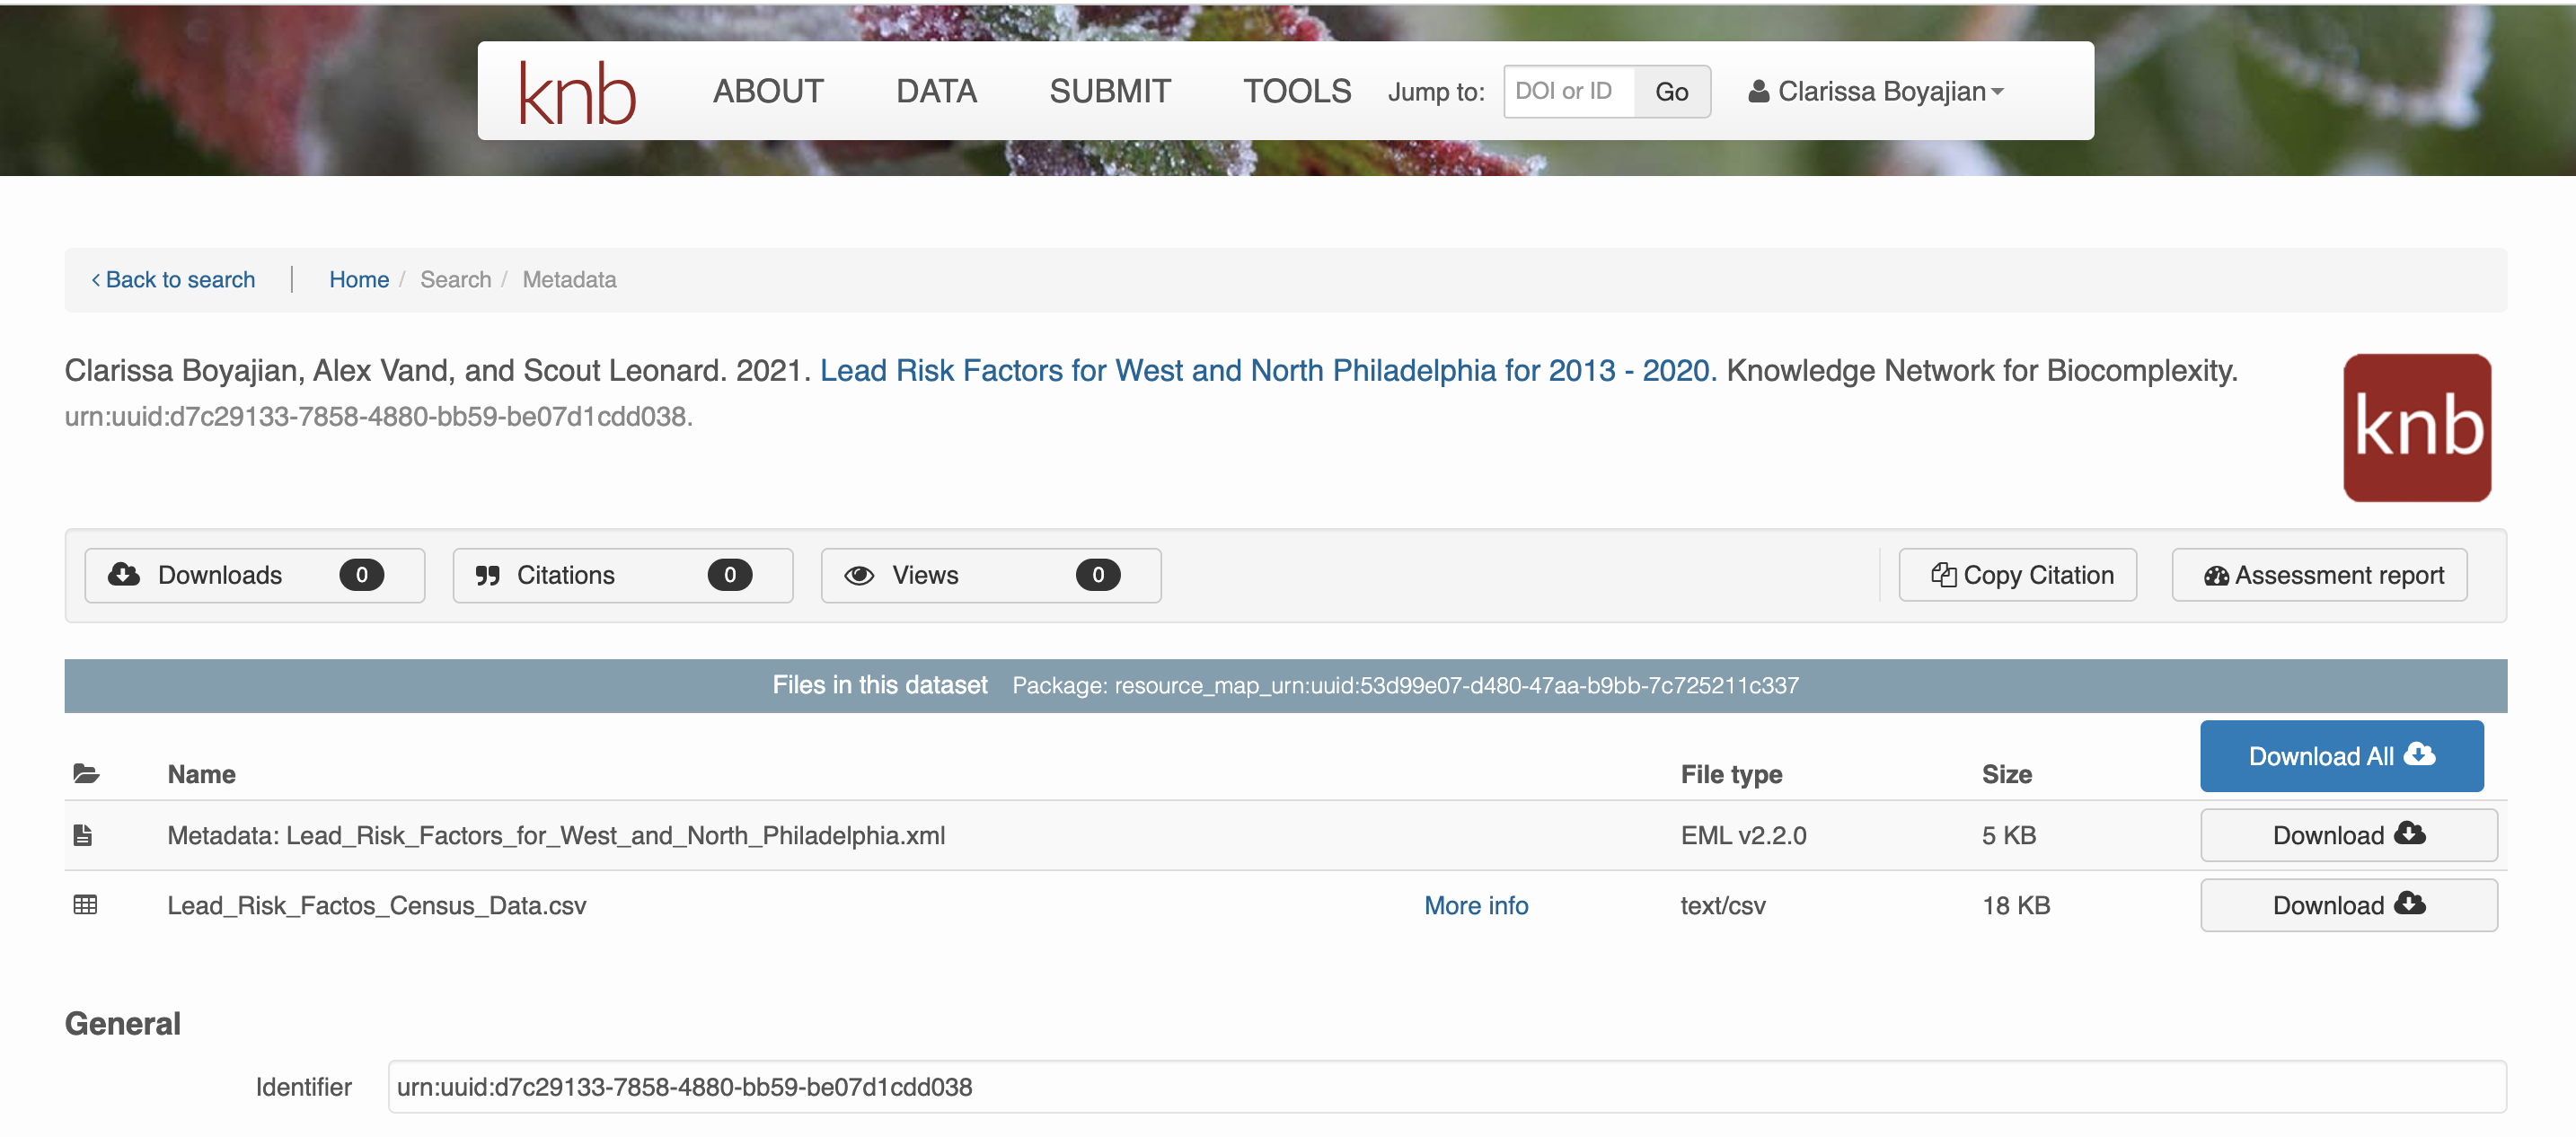 knb ABOUT DATA SUBMIT TOOLS Jump to: DOI or ID Go Clarissa Boyajian
Back to search | Home / Search / Metadata
Clarissa Boyajian, Alex Vand, and Scout Leonard. 2021. Lead Risk Factors for West and North Philadelphia for 2013 - 2020. Knowledge Network for Biocomplexity.
urn:uuid:d7c29133-7858-4880-bb59-be07d1cdd038.
knb
Downloads 0 Citations 0 Views 0 Copy Citation Assessment report
Files in this dataset Package: resource_map_urn:uuid:53d99e07-d480-47aa-b9bb-7c725211c337
Name File type Size Download All
Metadata: Lead_Risk_Factors_for_West_and_North_Philadelphia.xml EML v2.2.0 5 KB Download
Lead_Risk_Factos_Census_Data.csv More info text/csv 18 KB Download
General
Identifier urn:uuid:d7c29133-7858-4880-bb59-be07d1cdd038